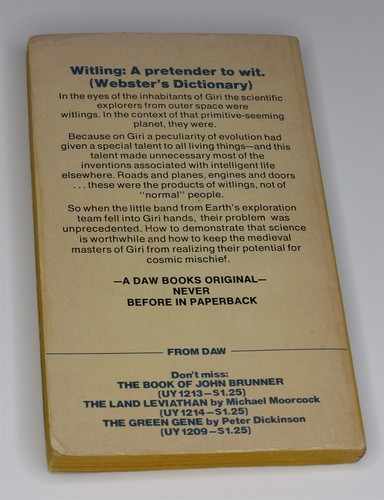 Witling: A pretender to wit.
(Webster's Dictionary)
In the eyes of the inhabitants of Giri the scientific
explorers from outer space were
witlings. In the context of that primitive-seeming
planet, they were.
Because on Giri a peculiarity of evolution had
given a special talent to all living things—and this
talent made unnecessary most of the
inventions associated with intelligent life
elsewhere. Roads and planes, engines and doors
. . . these were the products of witlings, not of
"normal" people.
So when the little band from Earth's exploration
team fell into Giri hands, their problem was
unprecedented. How to demonstrate that science
is worthwhile and how to keep the medieval
masters of Giri from realizing their potential for
cosmic mischief.
—A DAW BOOKS ORIGINAL—
NEVER
BEFORE IN PAPERBACK
FROM DAW
Don't miss:
THE BOOK OF JOHN BRUNNER
(UY 1213—$1.25)
THE LAND LEVIATHAN by Michael Moorcock
(UY 1214—$1.25)
THE GREEN GENE by Peter Dickinson
(UY 1209—$1.25)